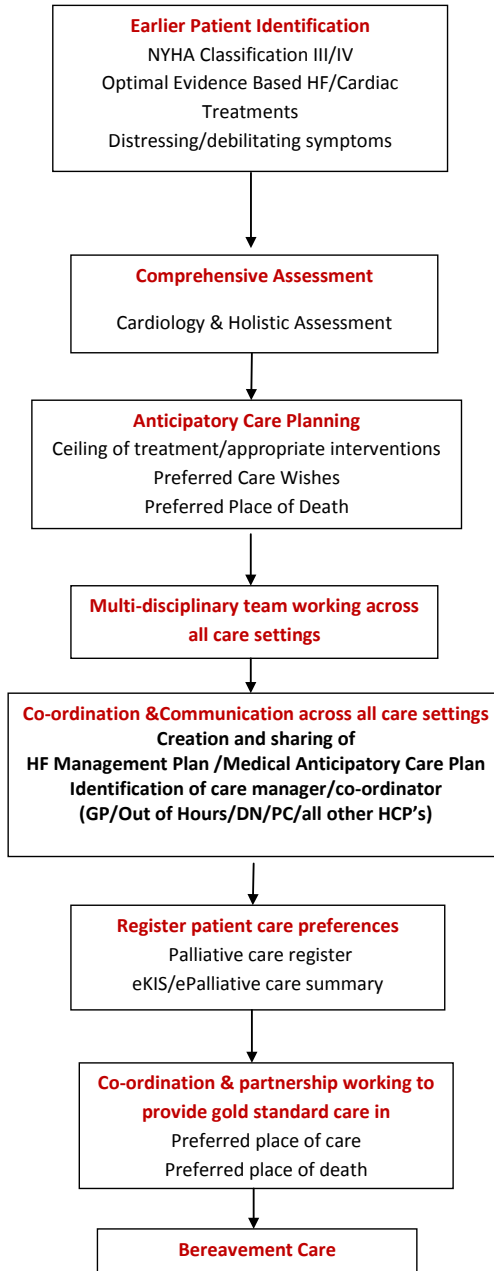 Earlier Patient Identification
NYHA Classification III/IV
Optimal Evidence Based HF/Cardiac
Treatments
Distressing/debilitating symptoms
Comprehensive Assessment
Cardiology & Holistic Assessment
Anticipatory Care Planning
Ceiling of treatment/appropriate interventions
Preferred Care Wishes
Preferred Place of Death
Multi-disciplinary team working across
all care settings
Co-ordination &Communication across all care settings
Creation and sharing of
HF Management Plan /Medical Anticipatory Care Plan
Identification of care manager/co-ordinator
(GP/Out of Hours/DN/PC/all other HCP's)
Register patient care preferences
Palliative care register
eKIS/ePalliative care summary
Co-ordination & partnership working to
provide gold standard care in
Preferred place of care
Preferred place of death
Bereavement Care